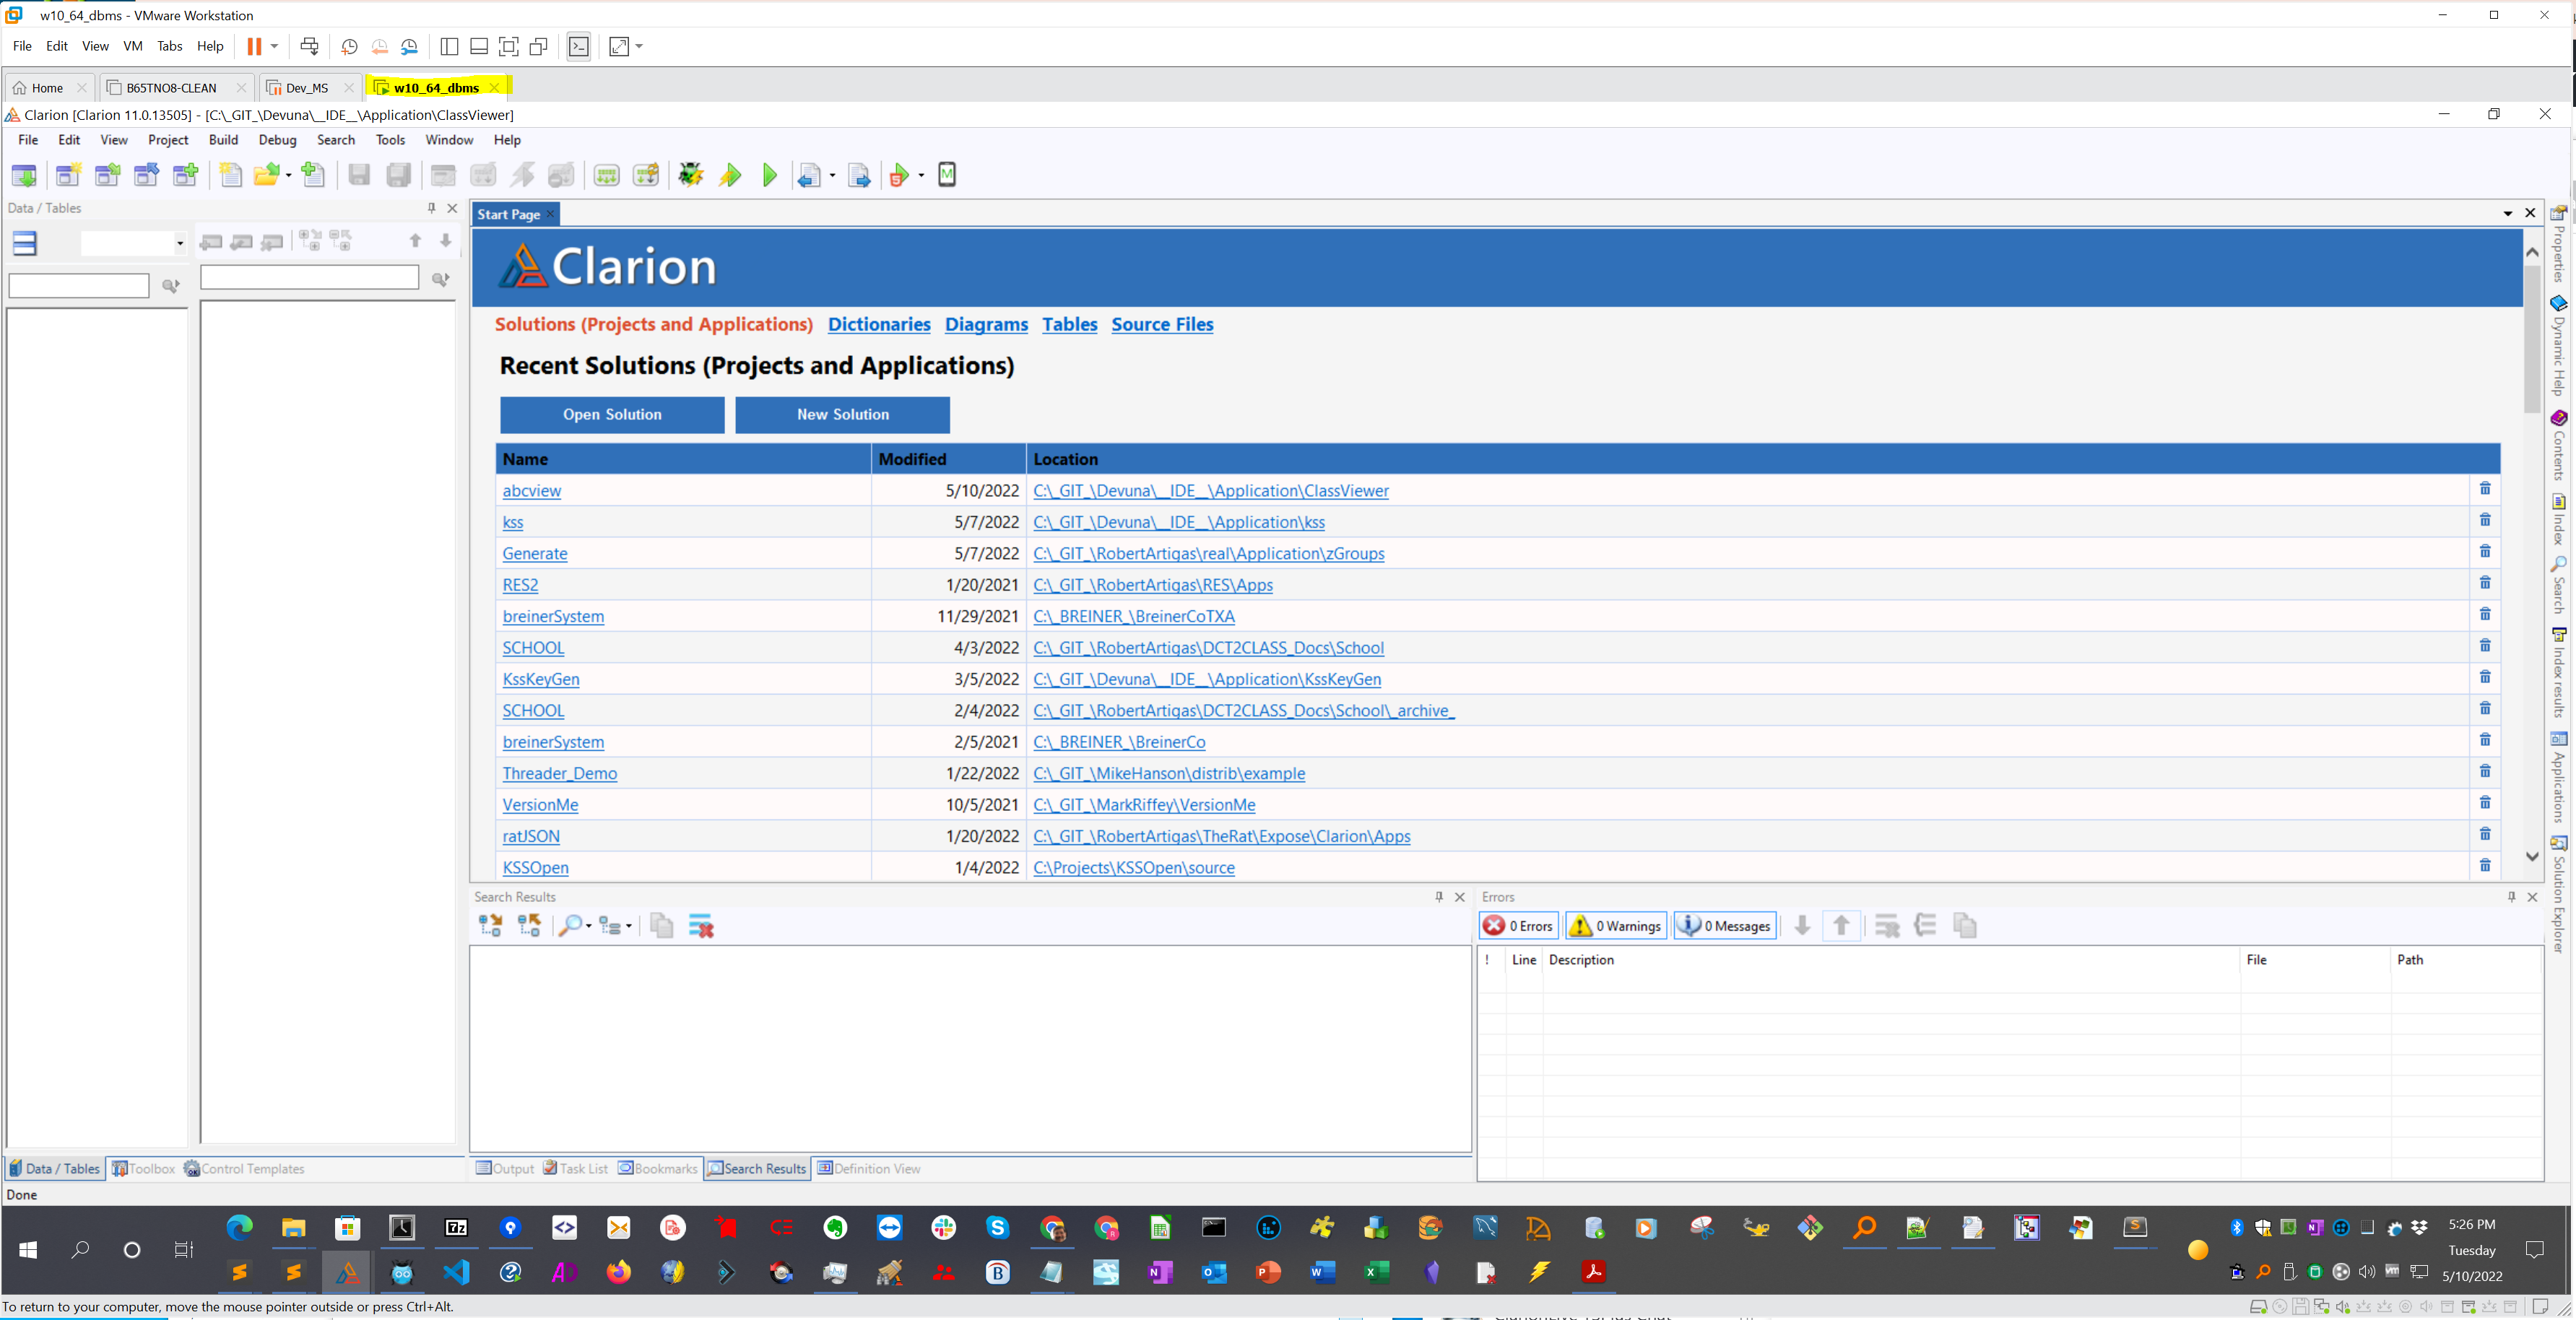 w10_64_dbms - VMware Workstation
File Edit View VM Tabs Help
Home B65TNO8-CLEAN Dev_MS w10_64_dbms
Clarion [Clarion 11.0.13505] - [C:\_GIT_\Devuna\__IDE__\Application\ClassViewer]
File Edit View Project Build Debug Search Tools Window Help
Data / Tables
Start Page
Clarion
Solutions (Projects and Applications) Dictionaries Diagrams Tables Source Files
Recent Solutions (Projects and Applications)
Open Solution New Solution
Name Modified Location
abcview 5/10/2022 C:\_GIT_\Devuna\__IDE__\Application\ClassViewer
kss 5/7/2022 C:\_GIT_\Devuna\__IDE__\Application\kss
Generate 5/7/2022 C:\_GIT_\RobertArtigas\real\Application\zGroups
RES2 1/20/2021 C:\_GIT_\RobertArtigas\RES\Apps
breinerSystem 11/29/2021 C:\_BREINER_\BreinerCoTXA
SCHOOL 4/3/2022 C:\_GIT_\RobertArtigas\DCT2CLASS_Docs\School
KssKeyGen 3/5/2022 C:\_GIT_\Devuna\__IDE__\Application\KssKeyGen
SCHOOL 2/4/2022 C:\_GIT_\RobertArtigas\DCT2CLASS_Docs\School\_archive_
breinerSystem 2/5/2021 C:\_BREINER_\BreinerCo
Threader_Demo 1/22/2022 C:\_GIT_\MikeHanson\distrib\example
VersionMe 10/5/2021 C:\_GIT_\MarkRiffey\VersionMe
ratJSON 1/20/2022 C:\_GIT_\RobertArtigas\TheRat\Expose\Clarion\Apps
KSSOpen 1/4/2022 C:\Projects\KSSOpen\source
Properties
Dynamic Help
Contents
Index
Search
Index results
Applications
Solution Explorer
Search Results
Errors
0 Errors 0 Warnings 0 Messages
! Line Description File Path
Data / Tables Toolbox Control Templates
Output Task List Bookmarks Search Results Definition View
Done
5:26 PM
Tuesday
5/10/2022
To return to your computer, move the mouse pointer outside or press Ctrl+Alt.